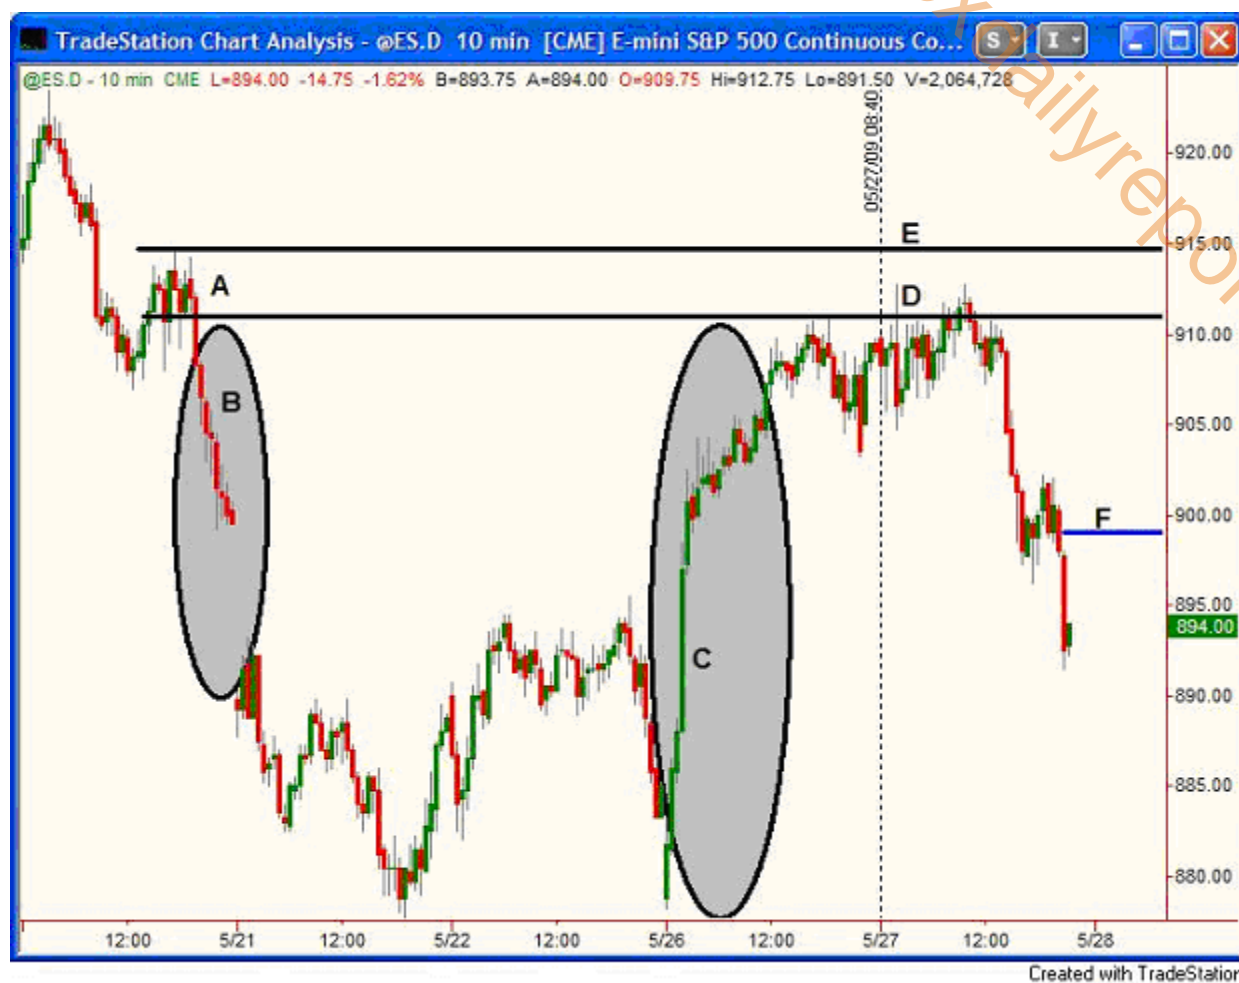 TradeStation Chart Analysis - @ES.D 10 min [CME] E-mini S&P 500 Continuous Co... S I
@ES.D - 10 min CME L=894.00 -14.75 -1.62% B=893.75 A=894.00 O=909.75 Hi=912.75 Lo=891.50 V=2,064,728
05/27/09 08:40
xdailyrepor
920.00
E
915.00
A
D
910.00
B
905.00
F
900.00
895.00
894.00
C
890.00
885.00
880.00
12:00 5/21 12:00 5/22 12:00 5/26 12:00 5/27 12:00 5/28
Created with TradeStation